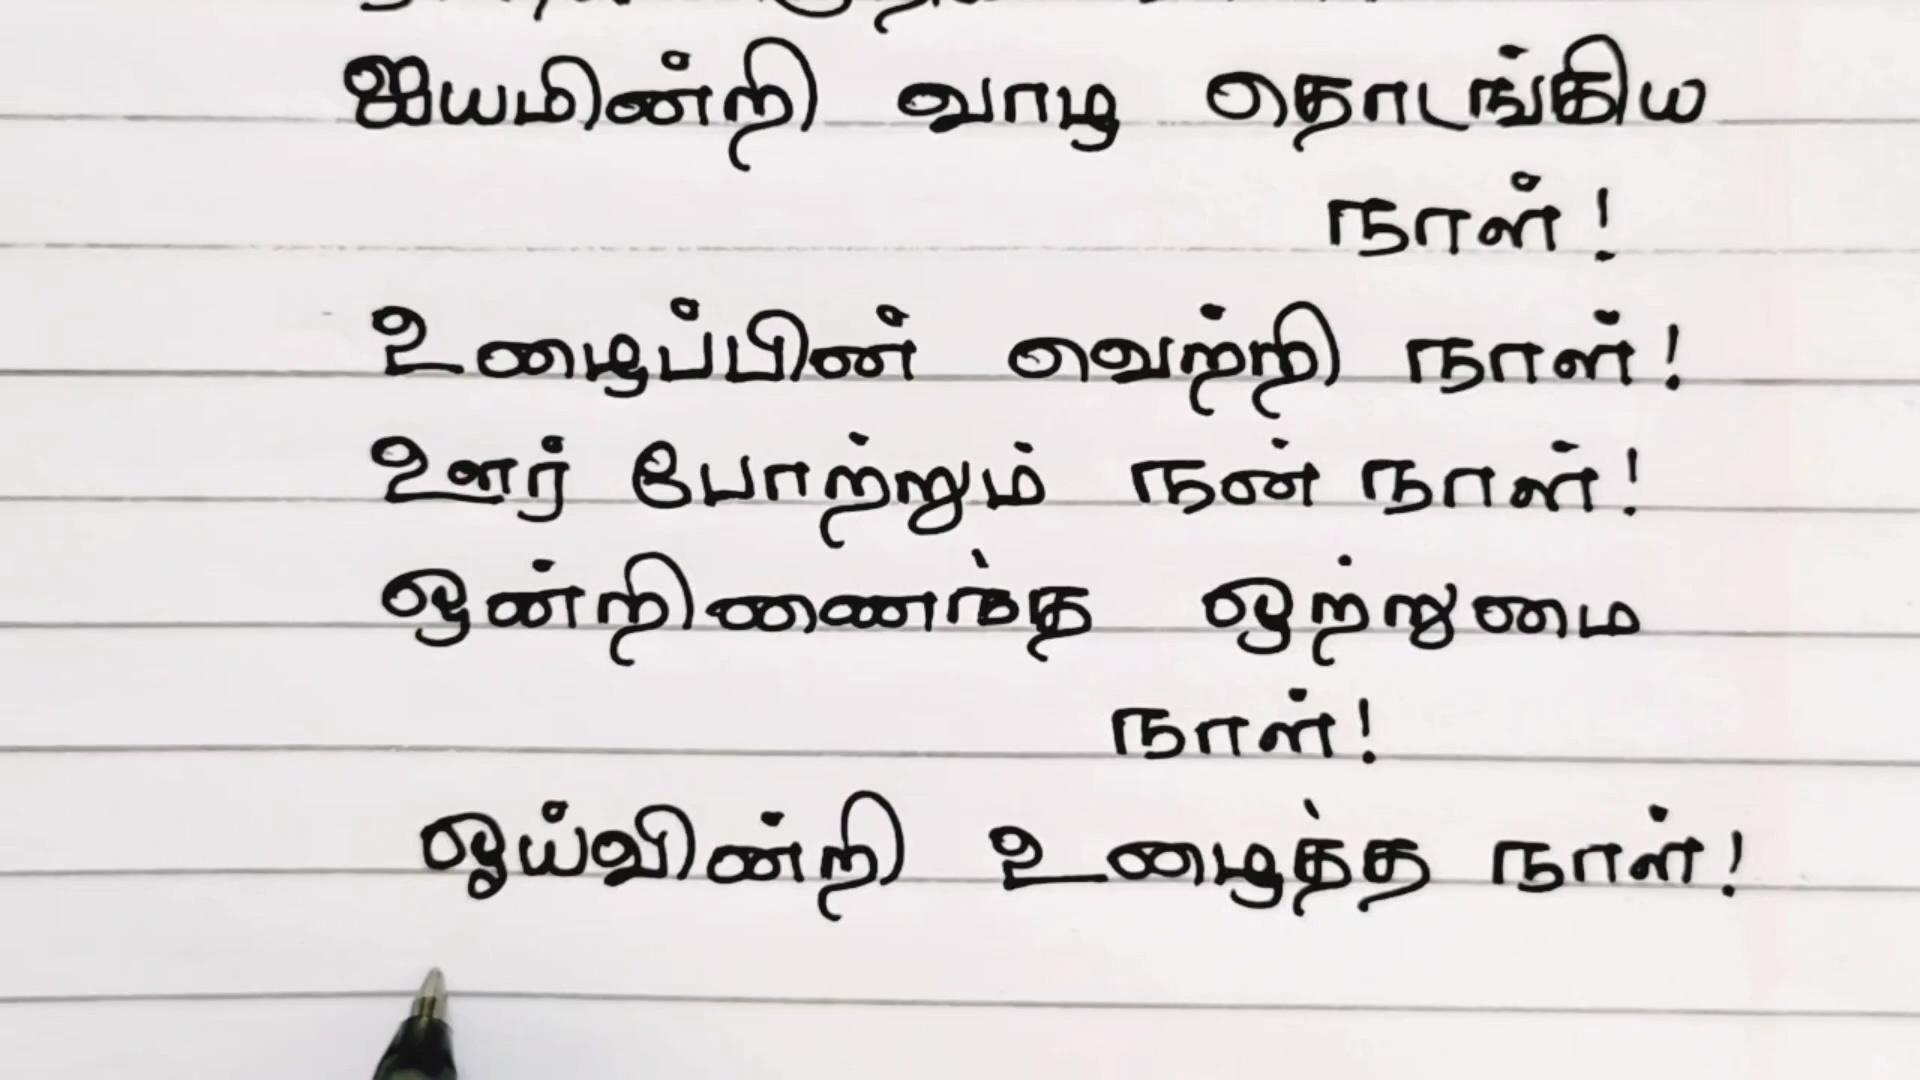 ஐயமின்றி வாழ தொடங்கிய
நாள்!
உழைப்பின் வெற்றி நாள்!
ஊர் போற்றும் நன் நாள்!
ஒன்றிணைந்த ஒற்றுமை
நாள்!
ஓய்வின்றி உழைத்த நாள்!